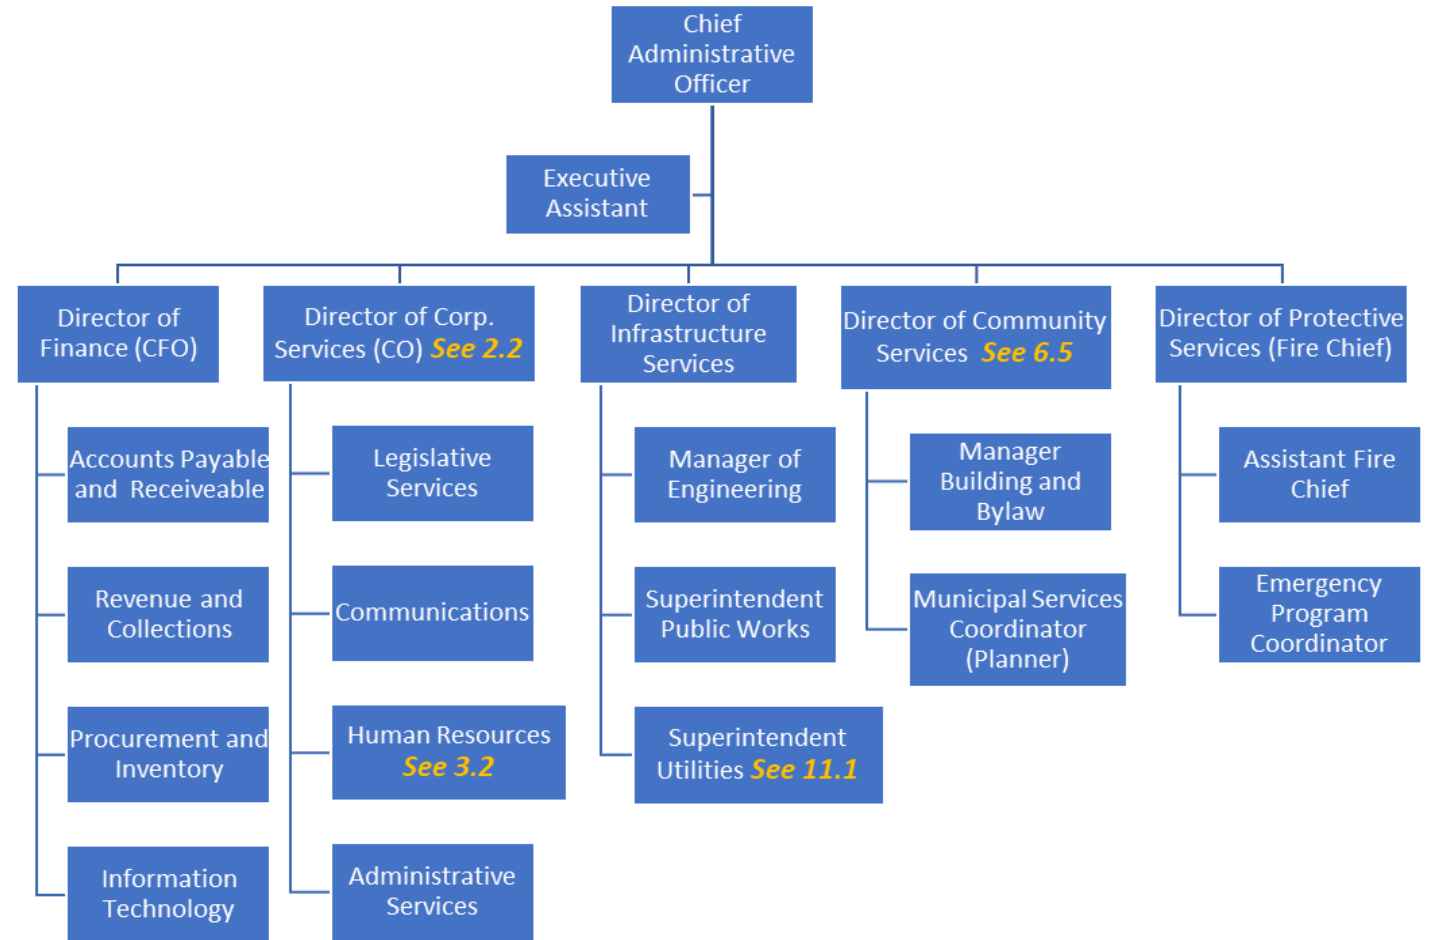 Chief
Administrative
Officer
Executive
Assistant
Director of
Finance (CFO)
Director of Corp.
Services (CO) See 2.2
Director of
Infrastructure
Services
Director of Community
Services See 6.5
Director of Protective
Services (Fire Chief)
Accounts Payable
and Receiveable
Legislative
Services
Manager of
Engineering
Manager
Building and
Bylaw
Assistant Fire
Chief
Revenue and
Collections
Communications
Superintendent
Public Works
Municipal Services
Coordinator
(Planner)
Emergency
Program
Coordinator
Procurement and
Inventory
Human Resources
See 3.2
Superintendent
Utilities See 11.1
Information
Technology
Administrative
Services